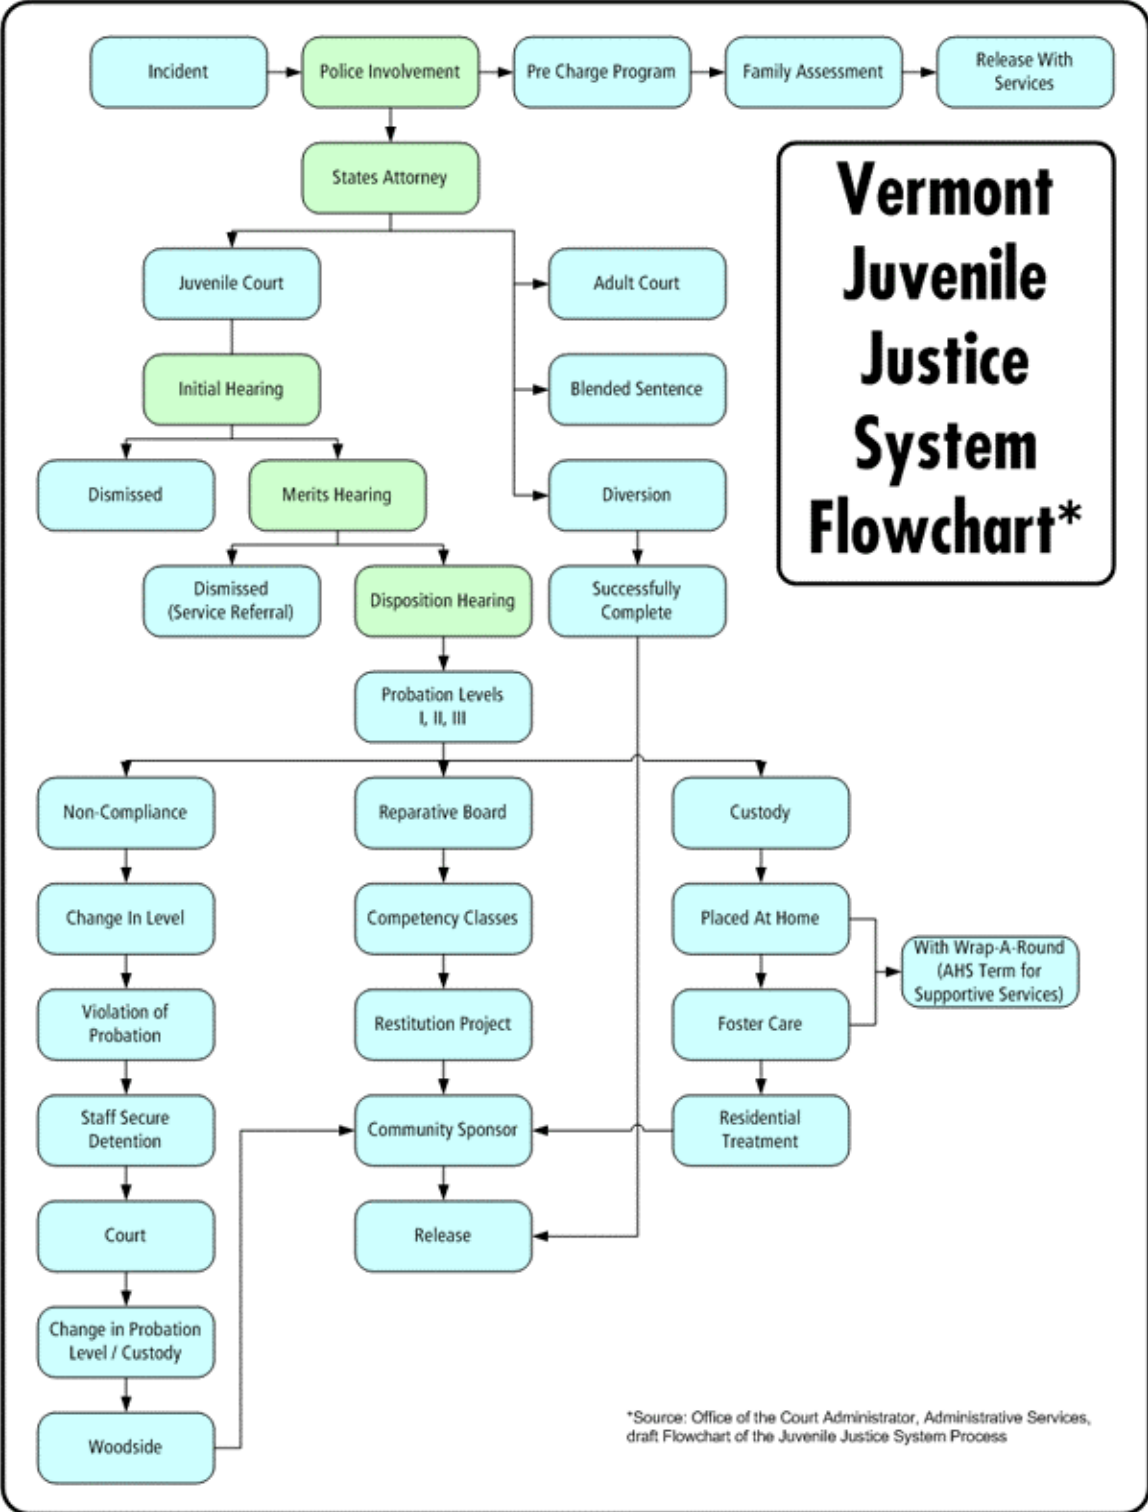 Incident
Police Involvement
Pre Charge Program
Family Assessment
Release With
Services
States Attorney
Vermont
Juvenile
Justice
System
Flowchart*
Juvenile Court
Adult Court
Initial Hearing
Blended Sentence
Dismissed
Merits Hearing
Diversion
Dismissed
(Service Referral)
Disposition Hearing
Successfully
Complete
Probation Levels
I, II, III
Non-Compliance
Reparative Board
Custody
Change In Level
Competency Classes
Placed At Home
With Wrap-A-Round
(AHS Term for
Supportive Services)
Violation of
Probation
Restitution Project
Foster Care
Staff Secure
Detention
Community Sponsor
Residential
Treatment
Court
Release
Change in Probation
Level / Custody
Woodside
*Source: Office of the Court Administrator, Administrative Services,
draft Flowchart of the Juvenile Justice System Process